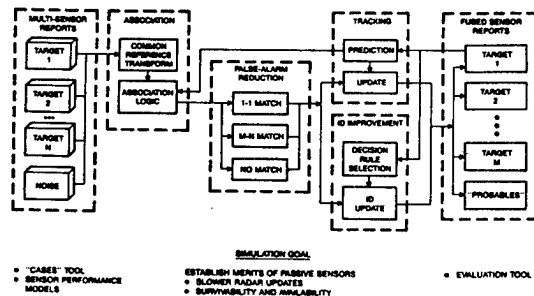 MULTI-SENSOR
REPORTS
TARGET
1
TARGET
2
TARGET
N
NOISE
ASSOCIATION
COMMON
REFERENCE
TRANSFORM
ASSOCIATION
LOGIC
FALSE-ALARM
REDUCTION
1-1 MATCH
M-N MATCH
NO MATCH
TRACKING
PREDICTION
UPDATE
ID IMPROVEMENT
DECISION
RULE
SELECTION
ID
UPDATE
FUSED SENSOR
REPORTS
TARGET
1
TARGET
2
TARGET
M
PROBABLES
SIMULATION GOAL
• "CASES" TOOL
• SENSOR PERFORMANCE
MODELS
ESTABLISH MERITS OF PASSIVE SENSORS
• SLOWER RADAR UPDATES
• SURVIVABILITY AND AVAILABILITY
• EVALUATION TOOL